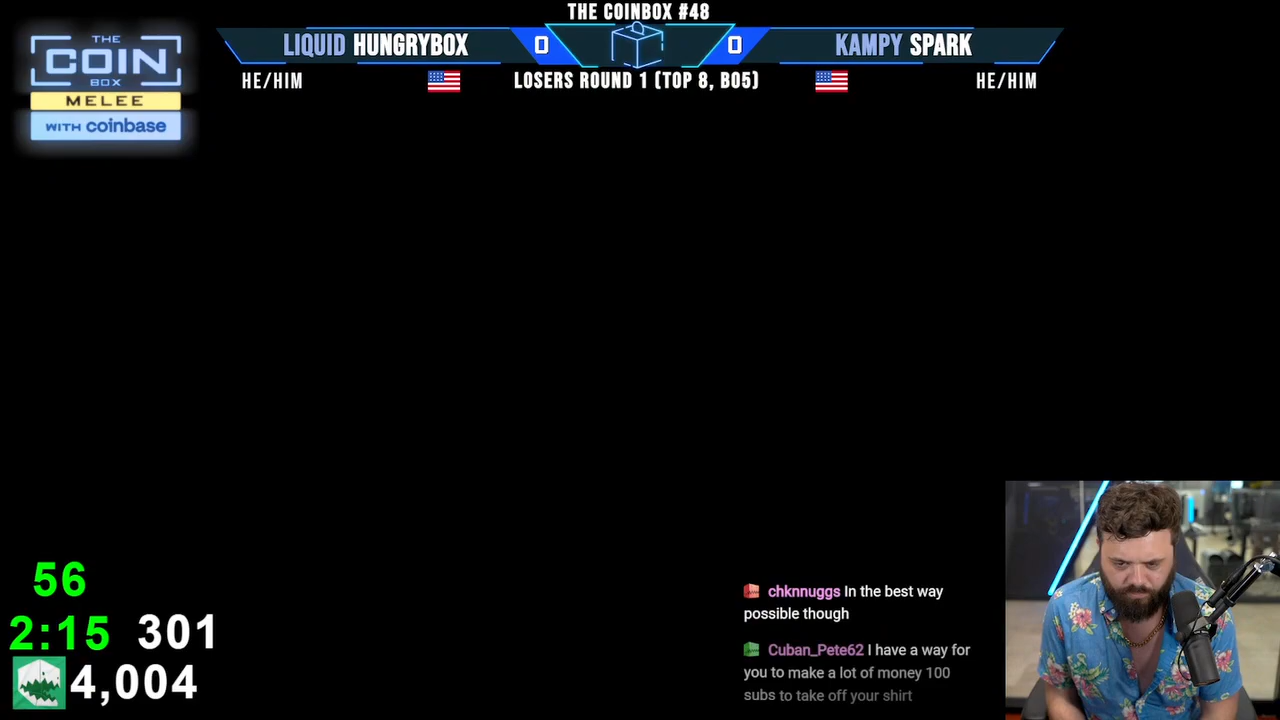 THE COINBOX #48
THE
COIN
BOX
MELEE
WITH coinbase
LIQUID HUNGRYBOX 0
0 KAMPY SPARK
HE/HIM
LOSERS ROUND 1 (TOP 8, BO5)
HE/HIM
56
2:15 301
4,004
chknnuggs In the best way
possible though
Cuban_Pete62 I have a way for
you to make a lot of money 100
subs to take off your shirt